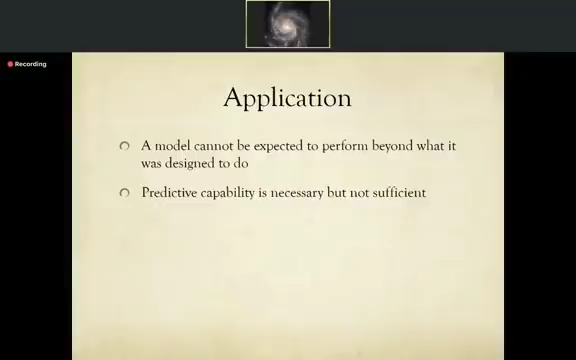 Recording
Application
A model cannot be expected to perform beyond what it
was designed to do
Predictive capability is necessary but not sufficient